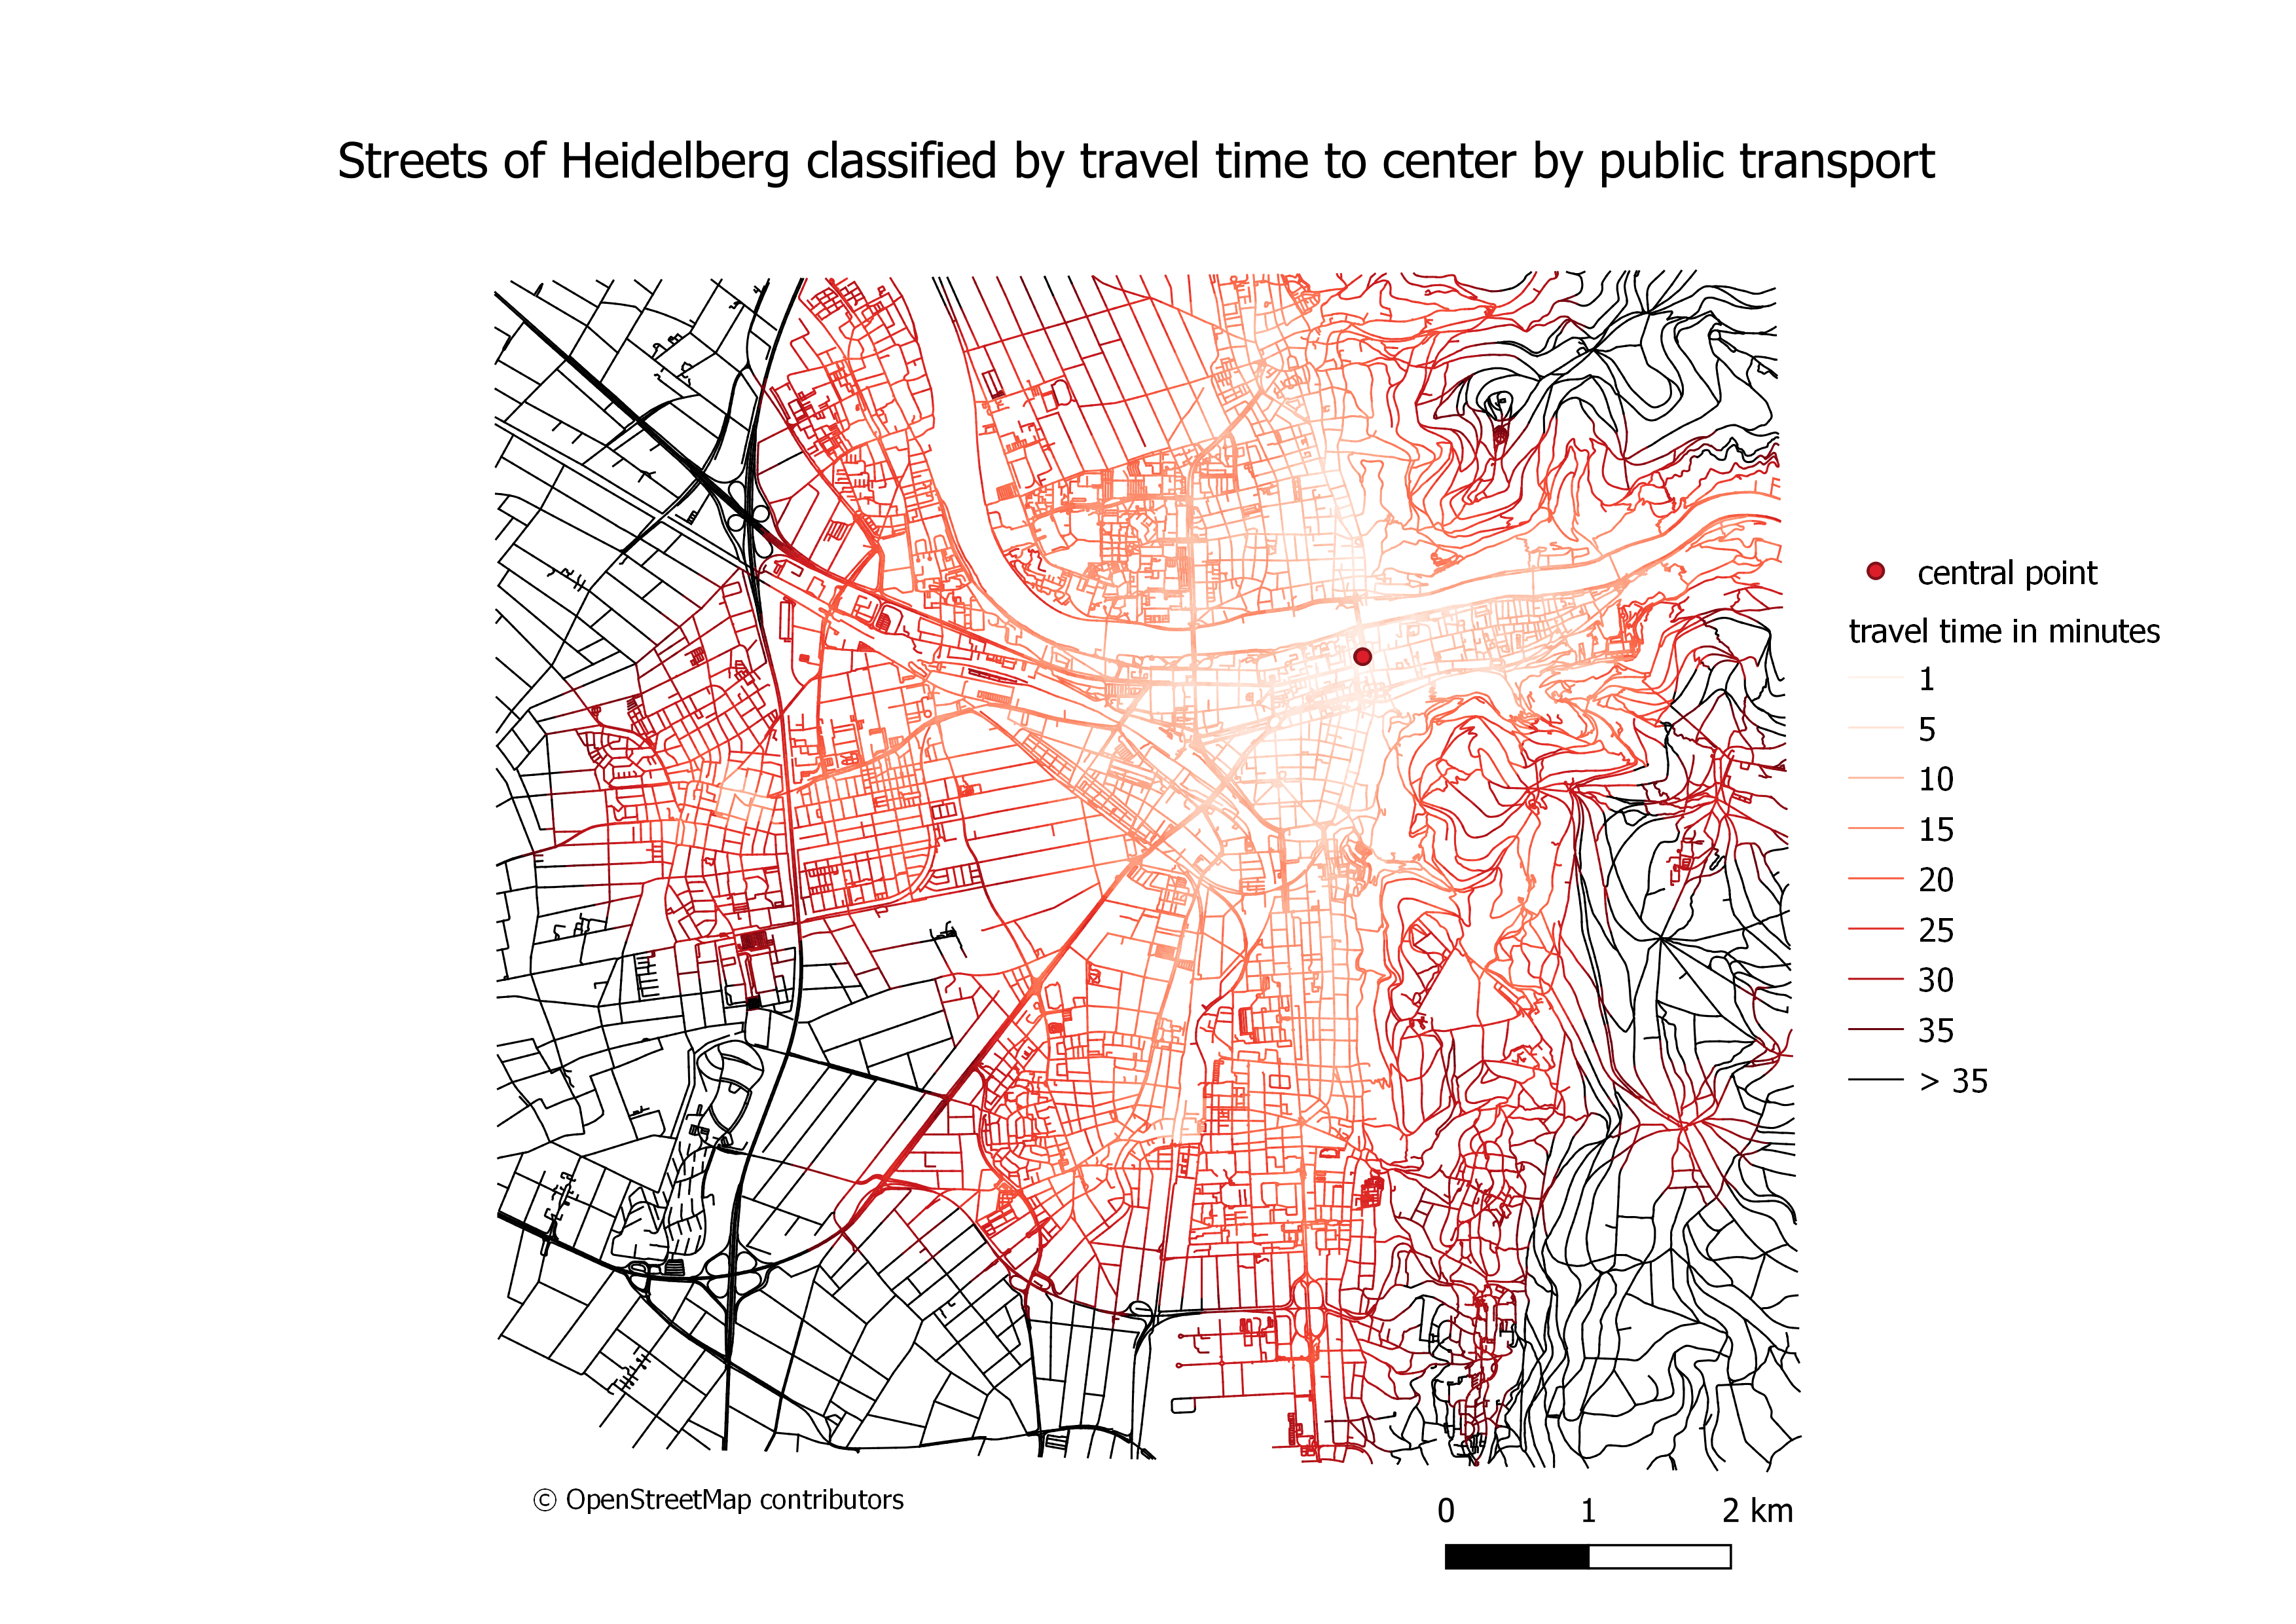 Streets of Heidelberg classified by travel time to center by public transport
central point
travel time in minutes
1
5
10
15
20
25
30
35
> 35
© OpenStreetMap contributors
0 1 2 km